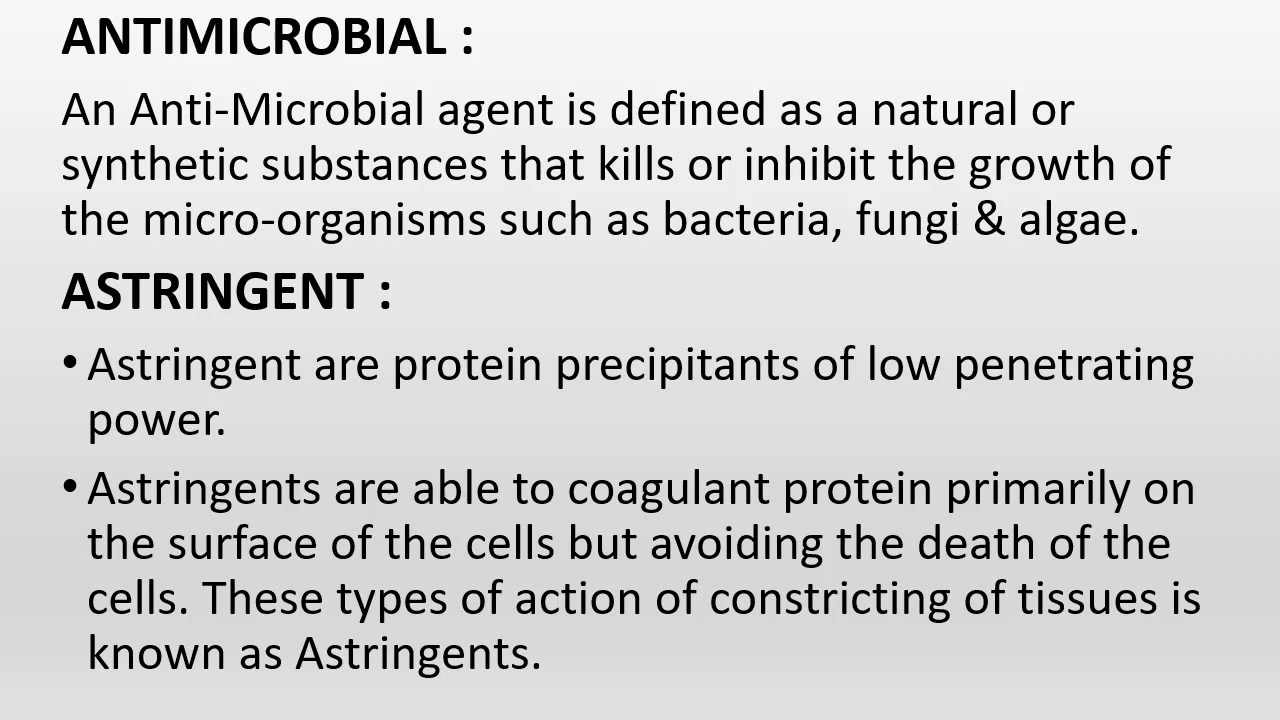 ANTIMICROBIAL :
An Anti-Microbial agent is defined as a natural or
synthetic substances that kills or inhibit the growth of
the micro-organisms such as bacteria, fungi & algae.
ASTRINGENT :
• Astringent are protein precipitants of low penetrating
power.
• Astringents are able to coagulant protein primarily on
the surface of the cells but avoiding the death of the
cells. These types of action of constricting of tissues is
known as Astringents.